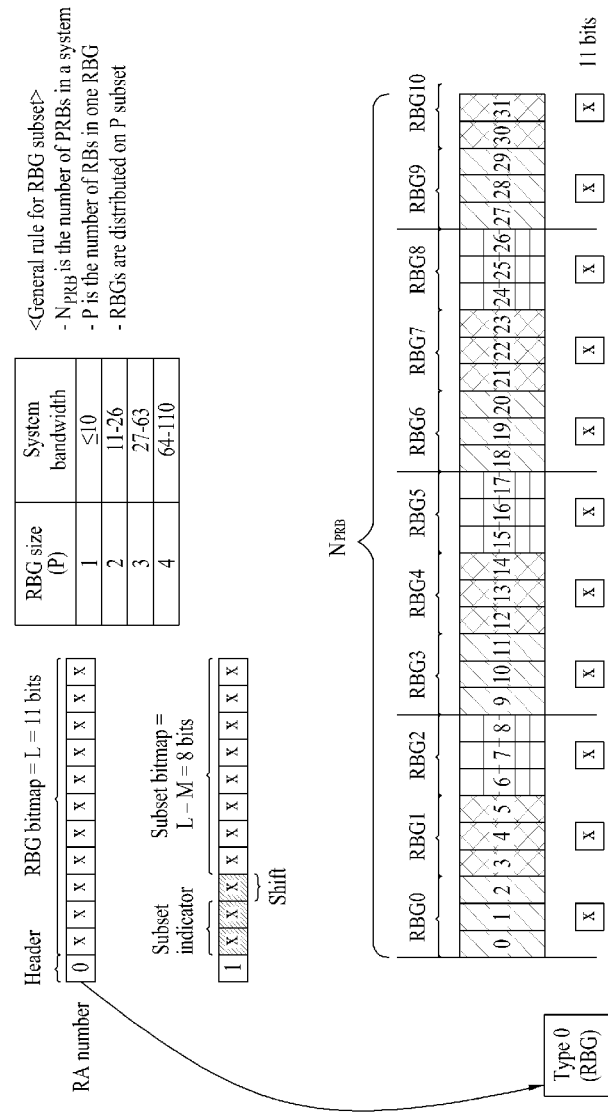 Header
RBG bitmap = L = 11 bits
0 x x x x x x x x x x x
RA number
Subset indicator
Subset bitmap = L – M = 8 bits
1 x x x x x x x x x x x
Shift
RBG size (P)
System bandwidth
1
≤10
2
11-26
3
27-63
4
64-110
<General rule for RBG subset>
- NPRB is the number of PRBs in a system
- P is the number of RBs in one RBG
- RBGs are distributed on P subset
NPRB
RBG0 RBG1 RBG2 RBG3 RBG4 RBG5 RBG6 RBG7 RBG8 RBG9 RBG10
0 1 2 3 4 5 6 7 8 9 10 11 12 13 14 15 16 17 18 19 20 21 22 23 24 25 26 27 28 29 30 31
Type 0 (RBG)
x x x x x x x x x x x
11 bits